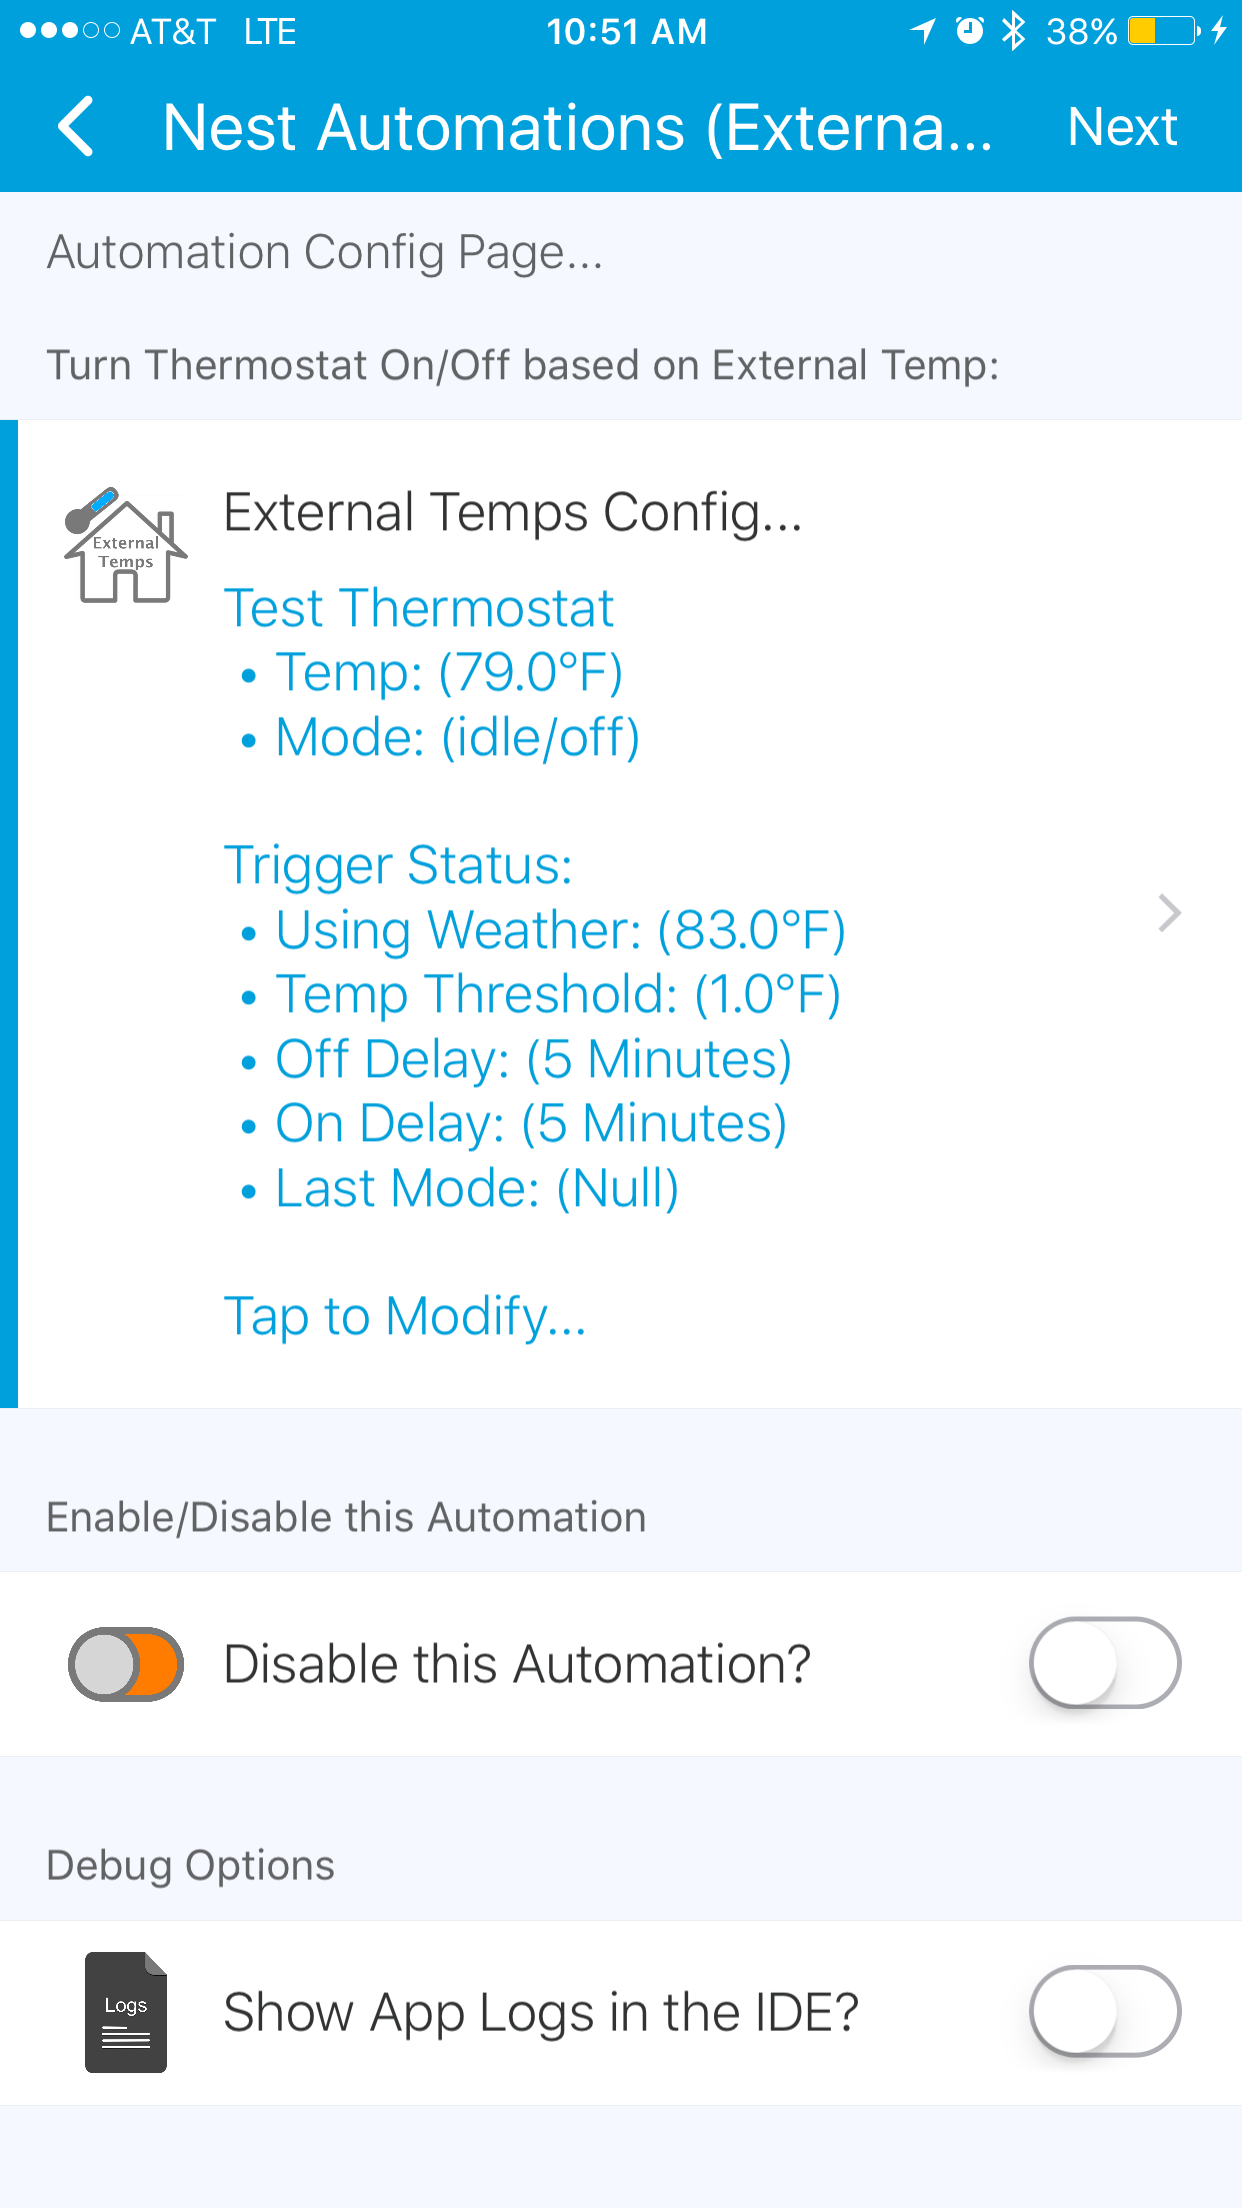 AT&T LTE 10:51 AM 38%
Nest Automations (Externa... Next
Automation Config Page...
Turn Thermostat On/Off based on External Temp:
External Temps
External Temps Config...
Test Thermostat
• Temp: (79.0°F)
• Mode: (idle/off)
Trigger Status:
• Using Weather: (83.0°F)
• Temp Threshold: (1.0°F)
• Off Delay: (5 Minutes)
• On Delay: (5 Minutes)
• Last Mode: (Null)
Tap to Modify...
Enable/Disable this Automation
Disable this Automation?
Debug Options
Logs
Show App Logs in the IDE?